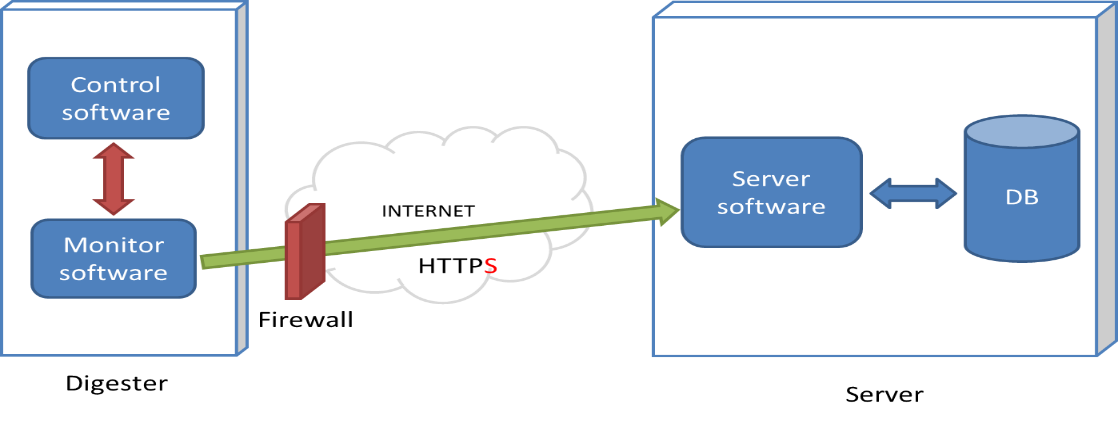 Control
software
Monitor
software
Digester
Firewall
INTERNET
HTTPS
Server
software
DB
Server